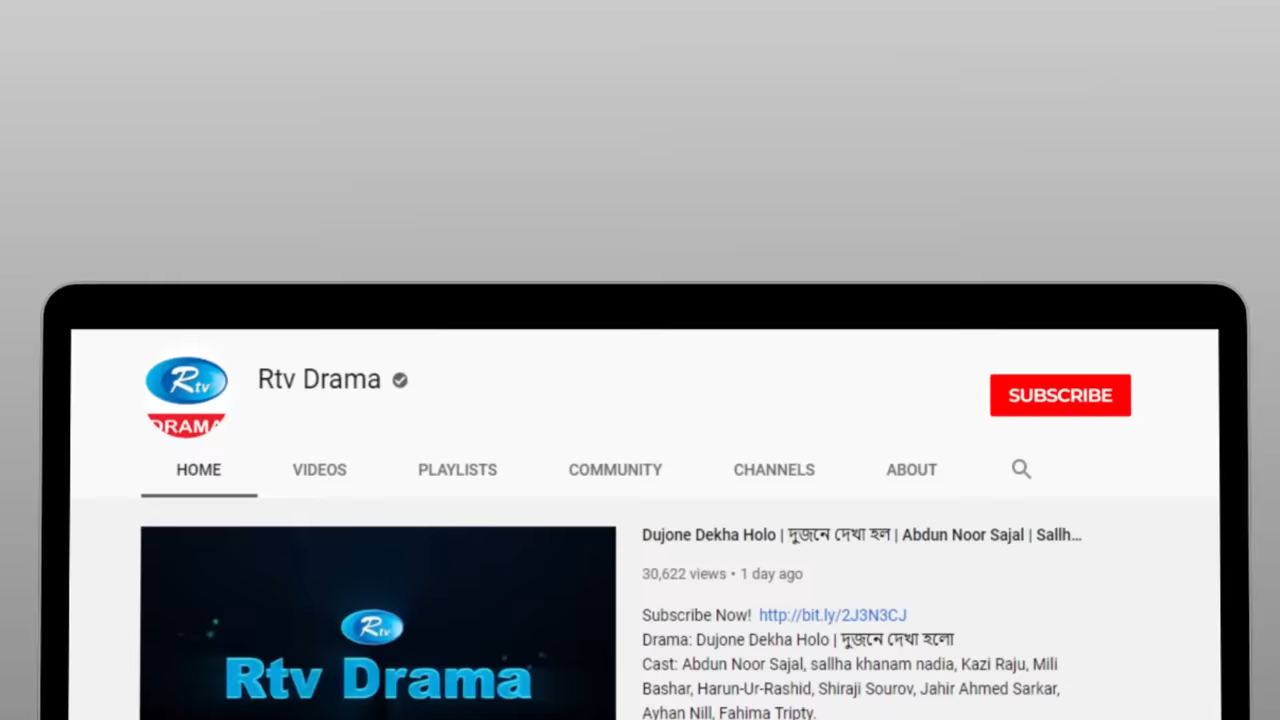 Rtv
DRAMA
Rtv Drama
SUBSCRIBE
HOME
VIDEOS
PLAYLISTS
COMMUNITY
CHANNELS
ABOUT
Rtv
Rtv Drama
Dujone Dekha Holo | দুজনে দেখা হল | Abdun Noor Sajal | Sallh...
30,622 views • 1 day ago
Subscribe Now! http://bit.ly/2J3N3CJ
Drama: Dujone Dekha Holo | দুজনে দেখা হলো
Cast: Abdun Noor Sajal, sallha khanam nadia, Kazi Raju, Mili
Bashar, Harun-Ur-Rashid, Shiraji Sourov, Jahir Ahmed Sarkar,
Ayhan Nill, Fahima Tripty.